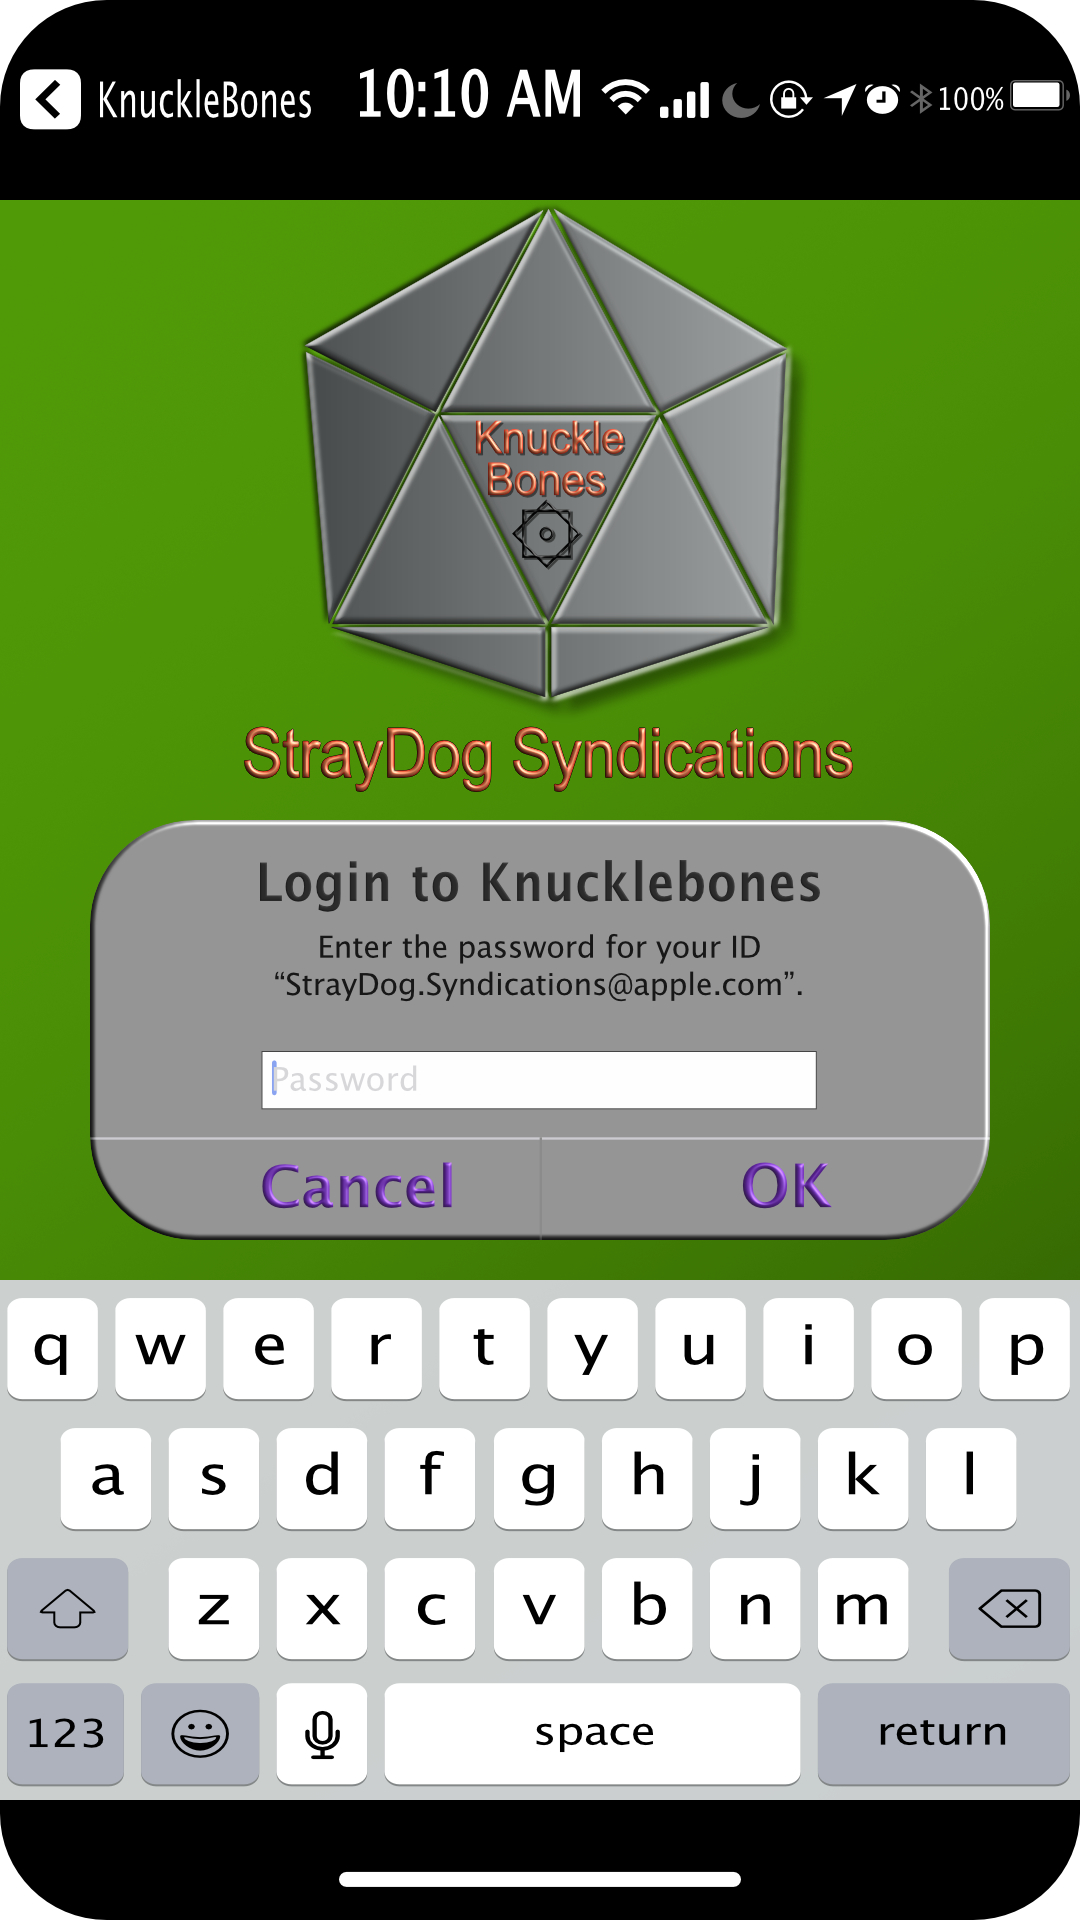 KnuckleBones 10:10 AM 100%
Knuckle
Bones
StrayDog Syndications
Login to Knucklebones
Enter the password for your ID
“StrayDog.Syndications@apple.com”.
Password
Cancel OK
q w e r t y u i o p
a s d f g h j k l
z x c v b n m
123 space return